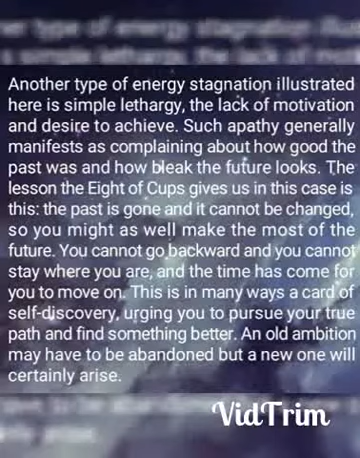 Another type of energy stagnation illustrated
here is simple lethargy, the lack of motivation
and desire to achieve. Such apathy generally
manifests as complaining about how good the
past was and how bleak the future looks. The
lesson the Eight of Cups gives us in this case is
this: the past is gone and it cannot be changed,
so you might as well make the most of the
future. You cannot go backward and you cannot
stay where you are, and the time has come for
you to move on. This is in many ways a card of
self-discovery, urging you to pursue your true
path and find something better. An old ambition
may have to be abandoned but a new one will
certainly arise.
VidTrim